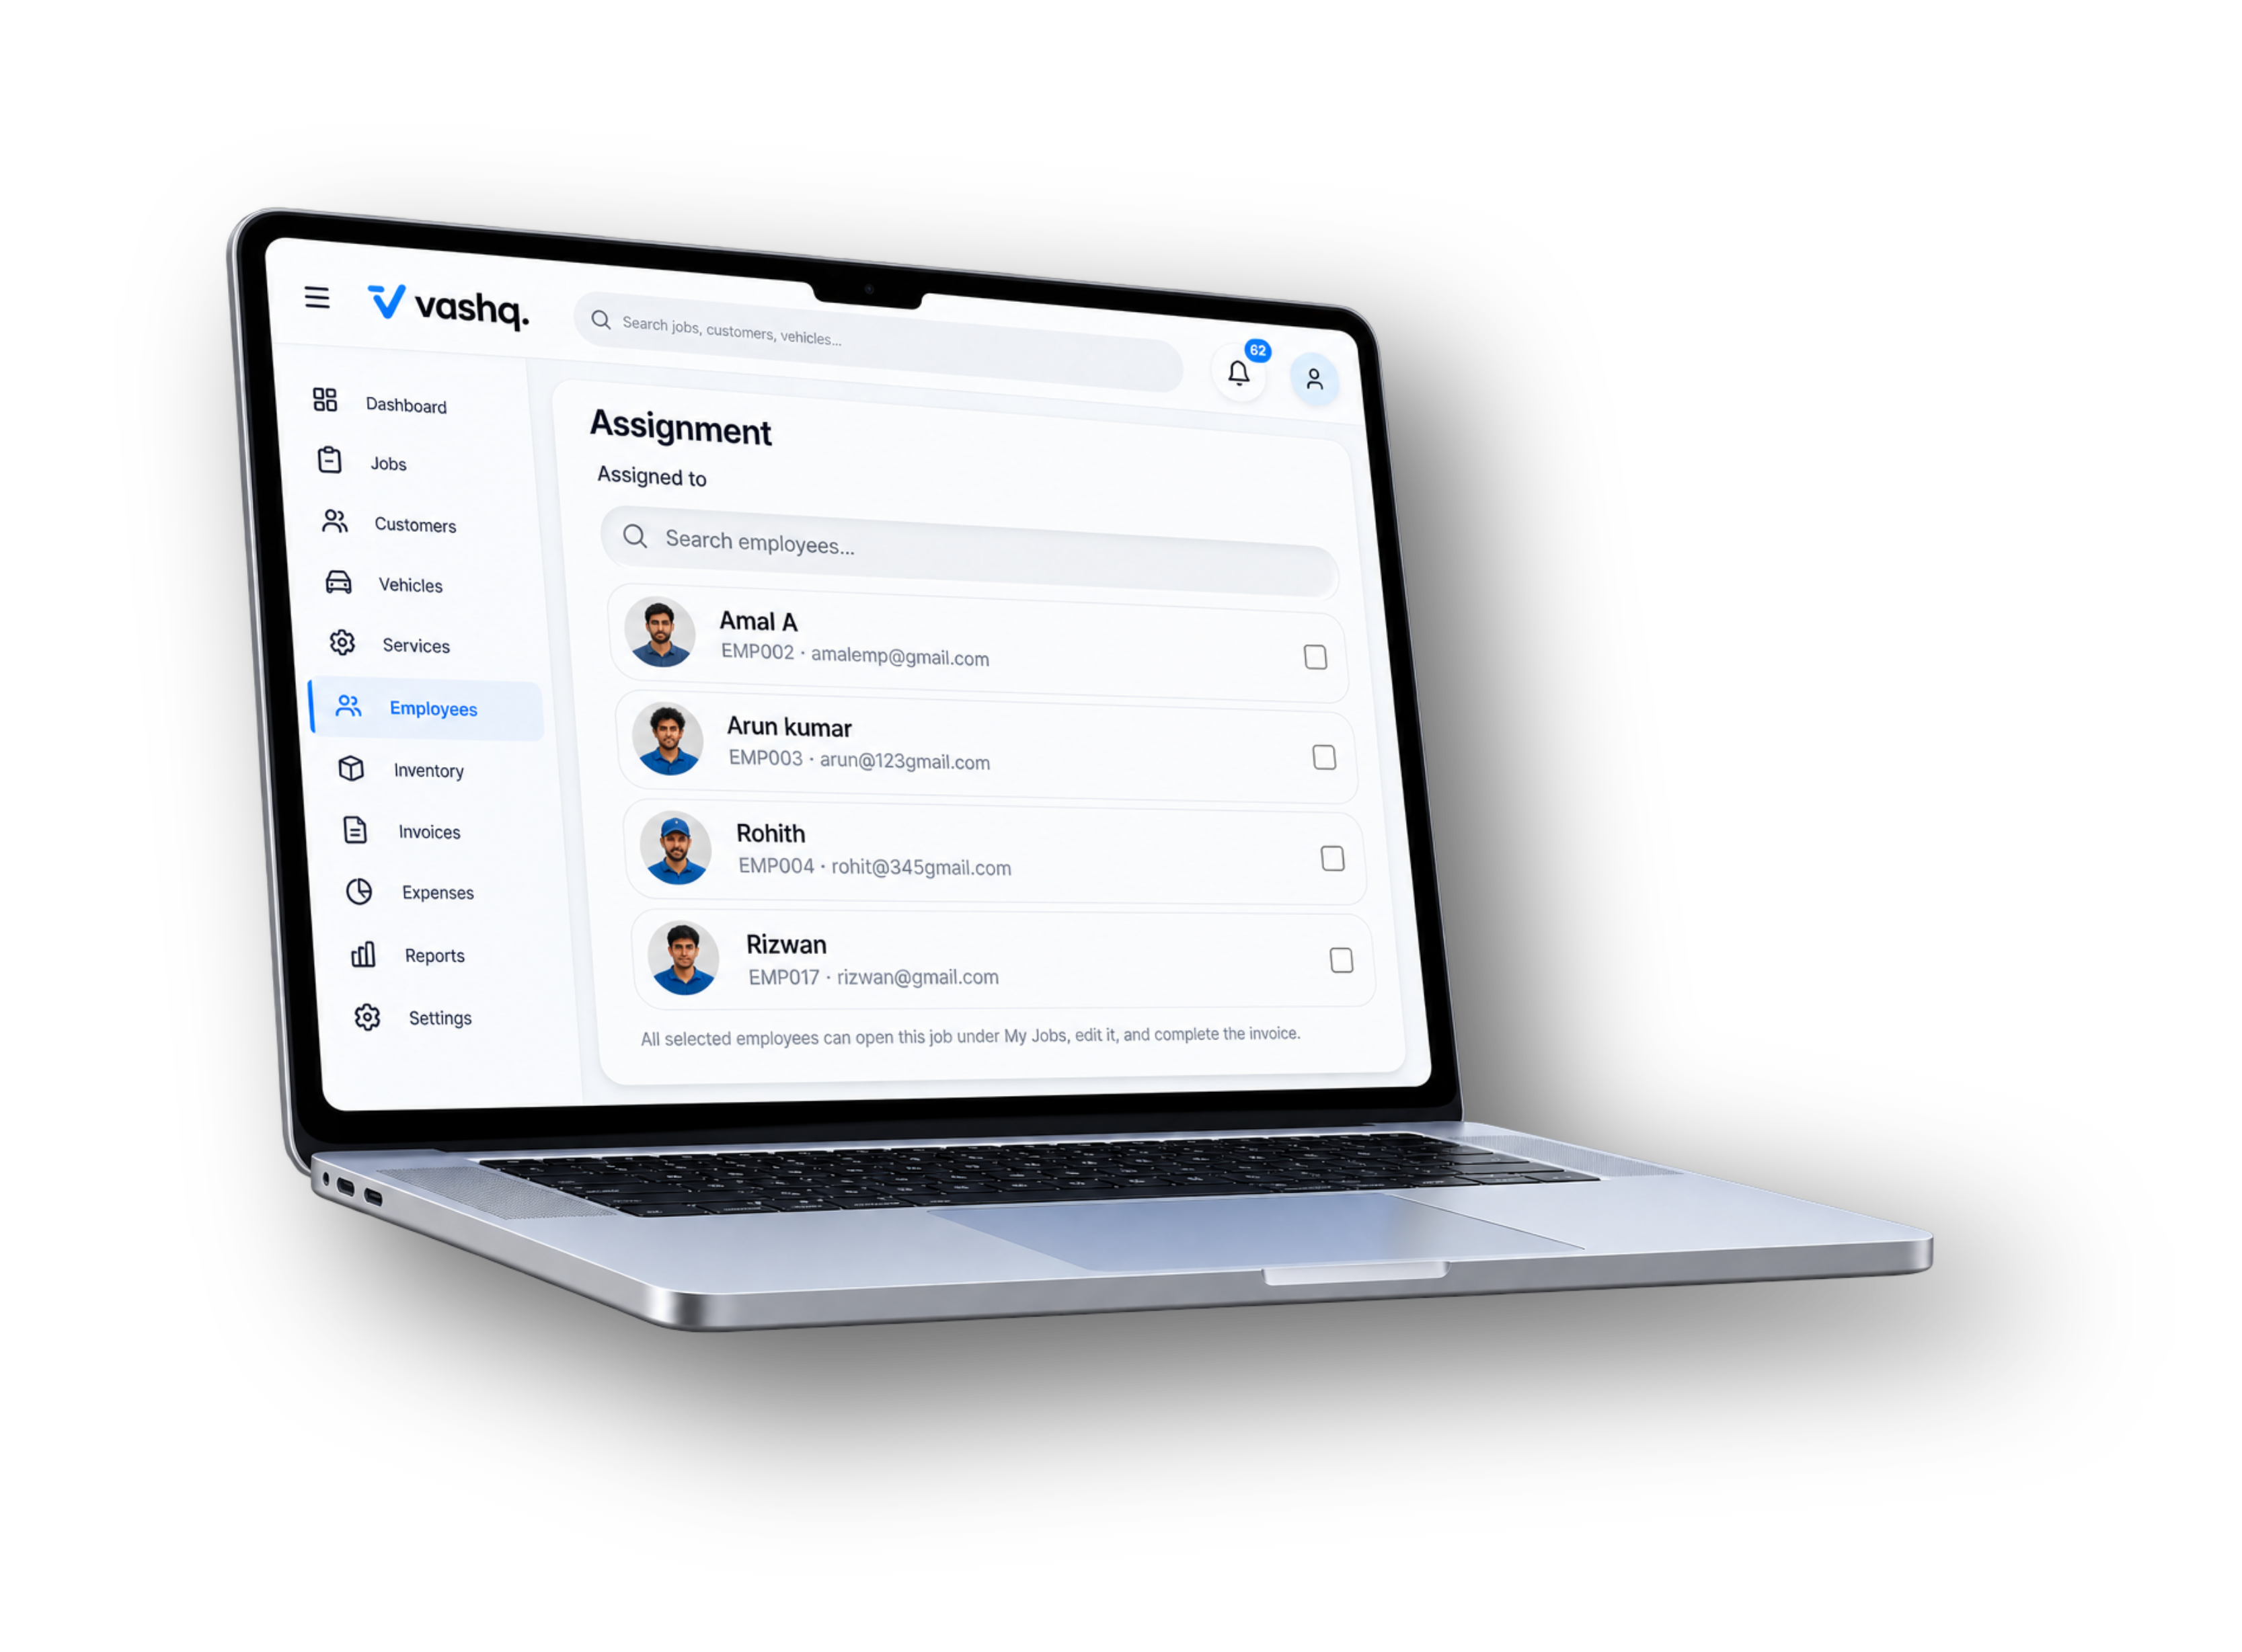 vashq.
Search jobs, customers, vehicles...
62
Dashboard
Jobs
Customers
Vehicles
Services
Employees
Inventory
Invoices
Expenses
Reports
Settings
Assignment
Assigned to
Search employees...
Amal A
EMP002 · amalemp@gmail.com
Arun kumar
EMP003 · arun@123gmail.com
Rohith
EMP004 · rohit@345gmail.com
Rizwan
EMP017 · rizwan@gmail.com
All selected employees can open this job under My Jobs, edit it, and complete the invoice.